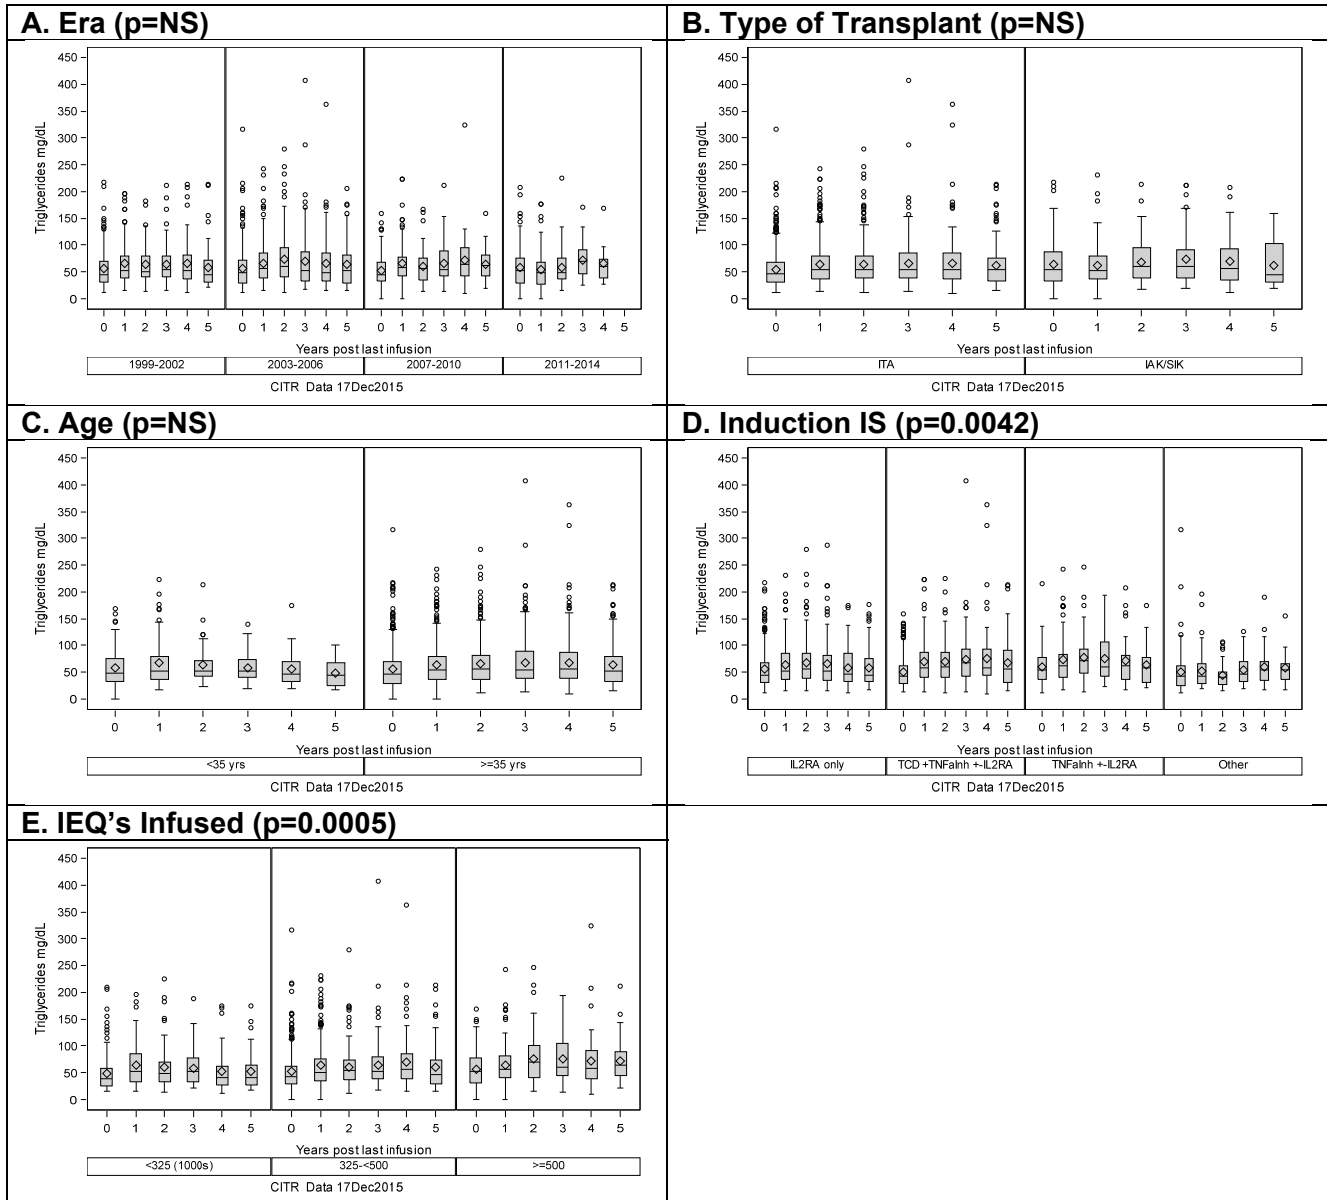 A. Era (p=NS)
450
400
350
300
250
200
150
100
50
0
Triglycerides mg/dL
0 1 2 3 4 5 0 1 2 3 4 5 0 1 2 3 4 5 0 1 2 3 4 5
Years post last infusion
1999-2002 2003-2006 2007-2010 2011-2014
CITR Data 17Dec2015
B. Type of Transplant (p=NS)
450
400
350
300
250
200
150
100
50
0
Triglycerides mg/dL
0 1 2 3 4 5 0 1 2 3 4 5
Years post last infusion
ITA IAK/SIK
CITR Data 17Dec2015
C. Age (p=NS)
450
400
350
300
250
200
150
100
50
0
Triglycerides mg/dL
0 1 2 3 4 5 0 1 2 3 4 5
Years post last infusion
<35 yrs >=35 yrs
CITR Data 17Dec2015
D. Induction IS (p=0.0042)
450
400
350
300
250
200
150
100
50
0
Triglycerides mg/dL
0 1 2 3 4 5 0 1 2 3 4 5 0 1 2 3 4 5 0 1 2 3 4 5
Years post last infusion
IL2RA only TCD+TNFaInh +-IL2RA TNFaInh +-IL2RA Other
CITR Data 17Dec2015
E. IEQ’s Infused (p=0.0005)
450
400
350
300
250
200
150
100
50
0
Triglycerides mg/dL
0 1 2 3 4 5 0 1 2 3 4 5 0 1 2 3 4 5
Years post last infusion
<325 (1000s) 325-<500 >=500
CITR Data 17Dec2015